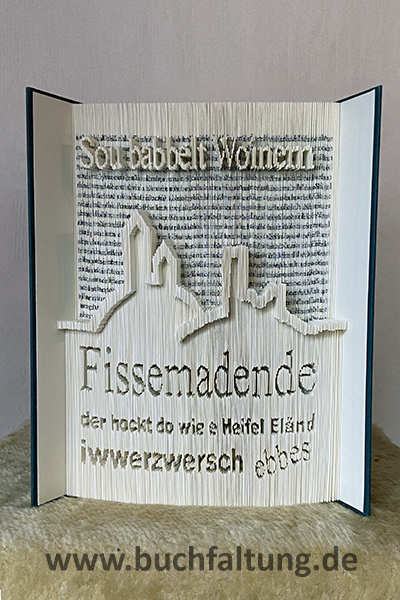 Sou babbelt Woinem
Fissemadende
der hockt do wie e Heifel Eländ
iwwerzwersch ebbes
www.buchfaltung.de